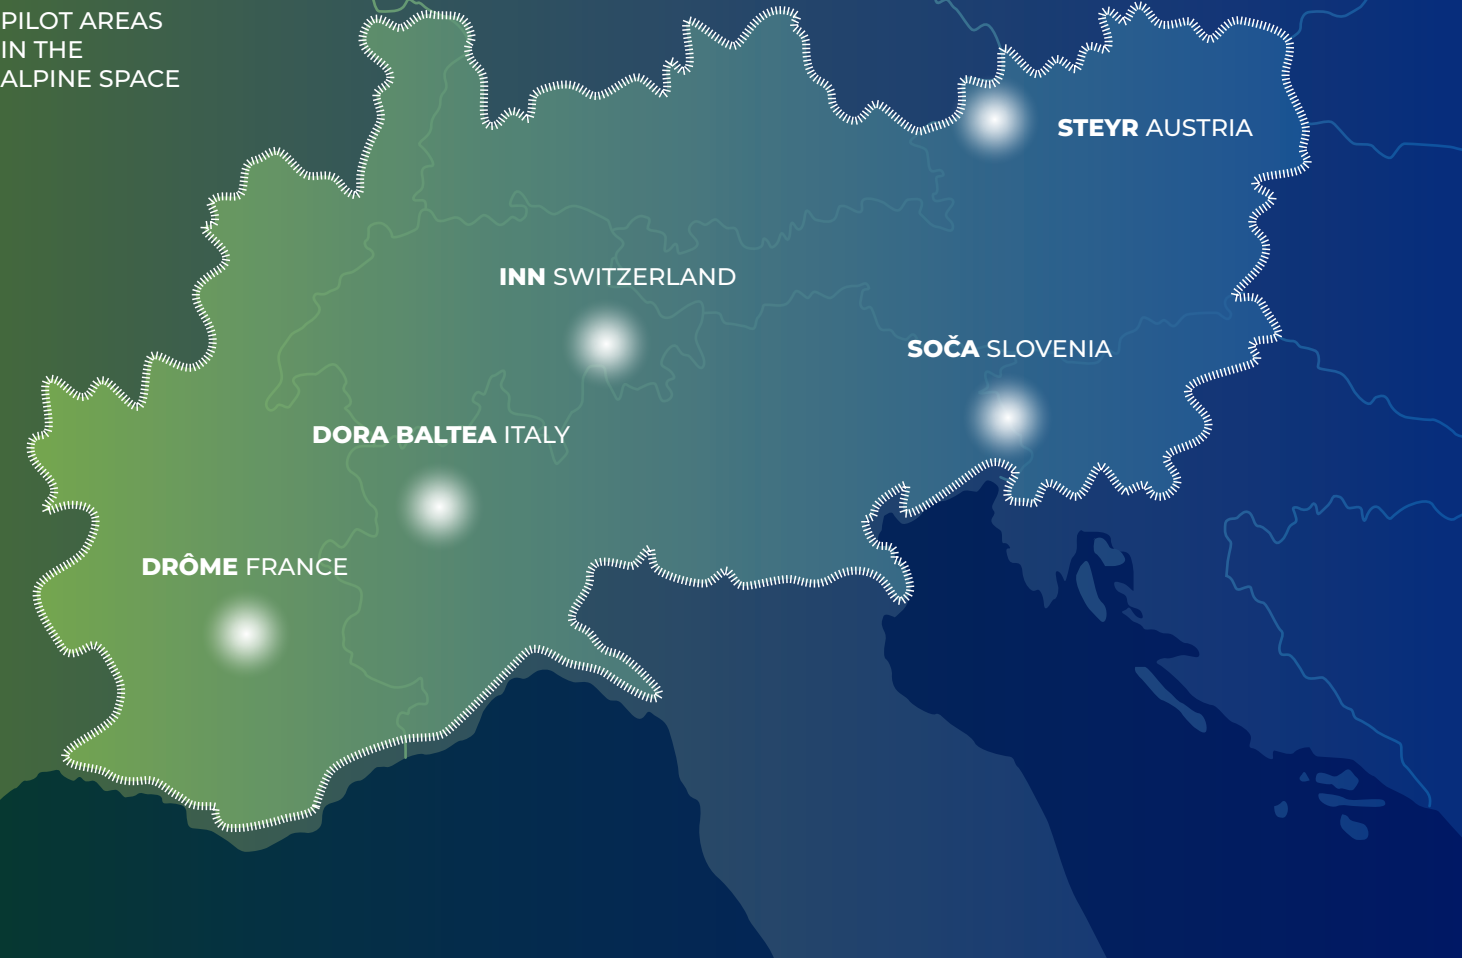 PILOT AREAS
IN THE
ALPINE SPACE
STEYR AUSTRIA
INN SWITZERLAND
SOČA SLOVENIA
DORA BALTEA ITALY
DRÔME FRANCE